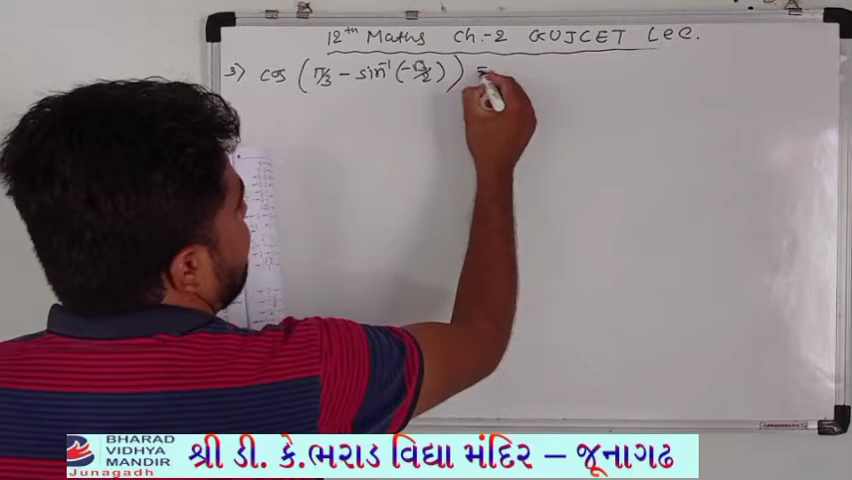 12th Maths Ch.-2 GUJCET Lec.
3) cos (π/3 - sin⁻¹ (-√3/2)) =
BHARAD
VIDHYA
MANDIR
Junagadh
શ્રી ડી. કે.ભરાડ વિદ્યા મંદિર – જૂનાગઢ